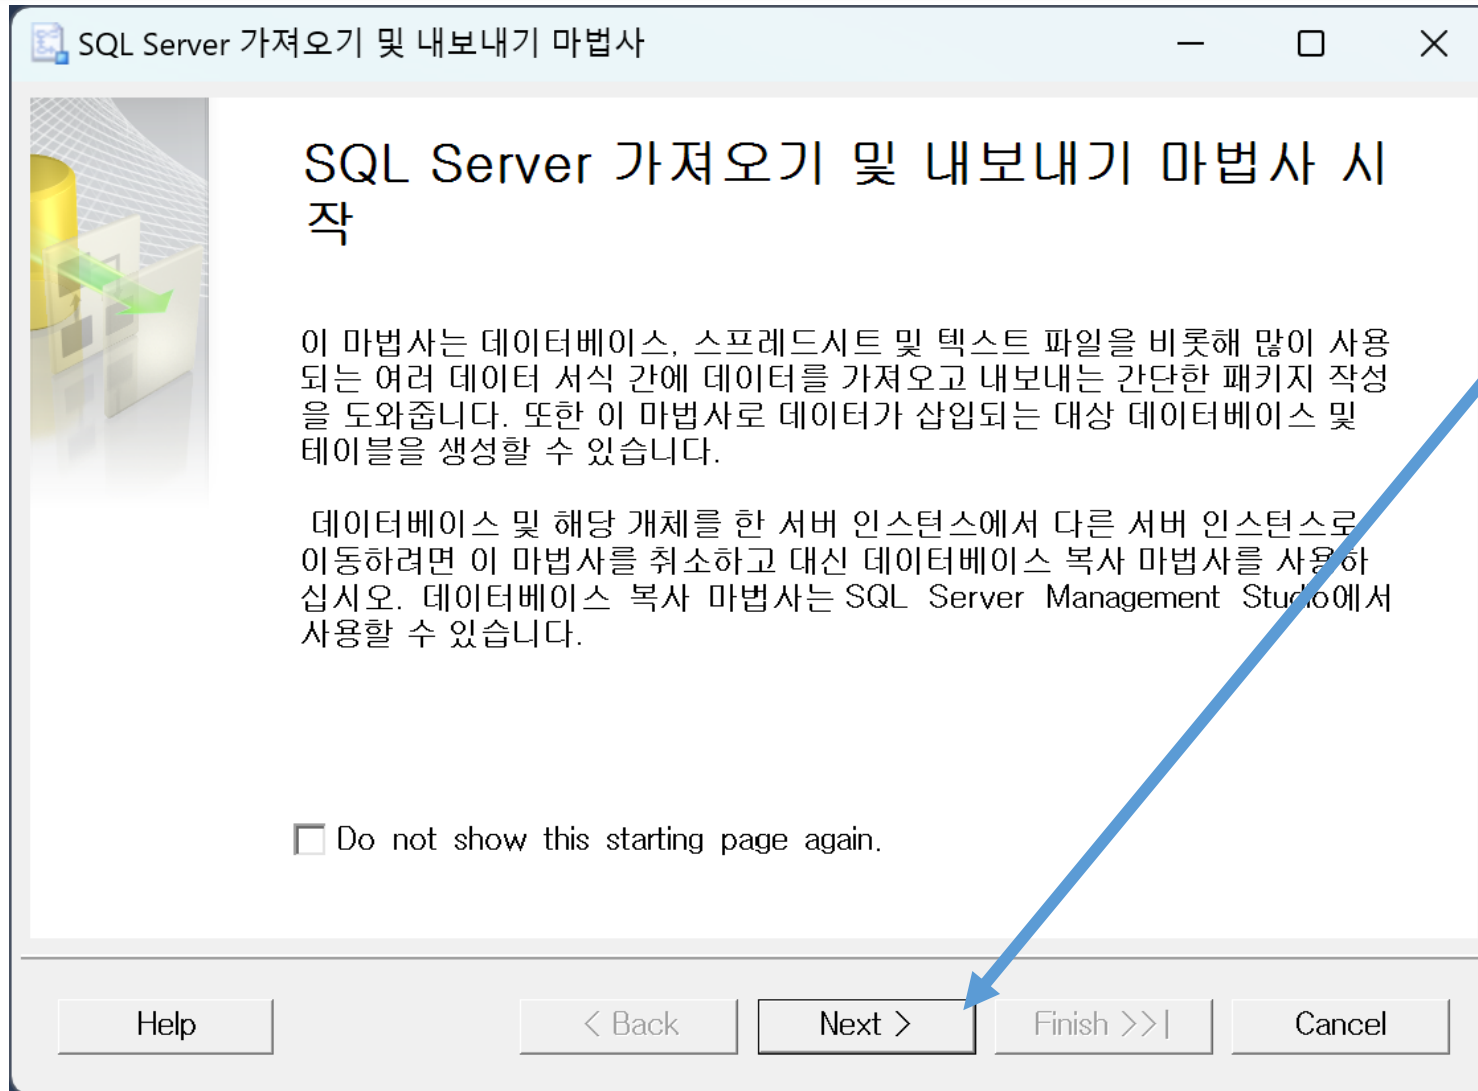 SQL Server 가져오기 및 내보내기 마법사
SQL Server 가져오기 및 내보내기 마법사 시
작
이 마법사는 데이터베이스, 스프레드시트 및 텍스트 파일을 비롯해 많이 사용
되는 여러 데이터 서식 간에 데이터를 가져오고 내보내는 간단한 패키지 작성
을 도와줍니다. 또한 이 마법사로 데이터가 삽입되는 대상 데이터베이스 및
테이블을 생성할 수 있습니다.
데이터베이스 및 해당 개체를 한 서버 인스턴스에서 다른 서버 인스턴스로
이동하려면 이 마법사를 취소하고 대신 데이터베이스 복사 마법사를 사용하
십시오. 데이터베이스 복사 마법사는 SQL Server Management Studio에서
사용할 수 있습니다.
Do not show this starting page again.
Help < Back Next > Finish >>| Cancel